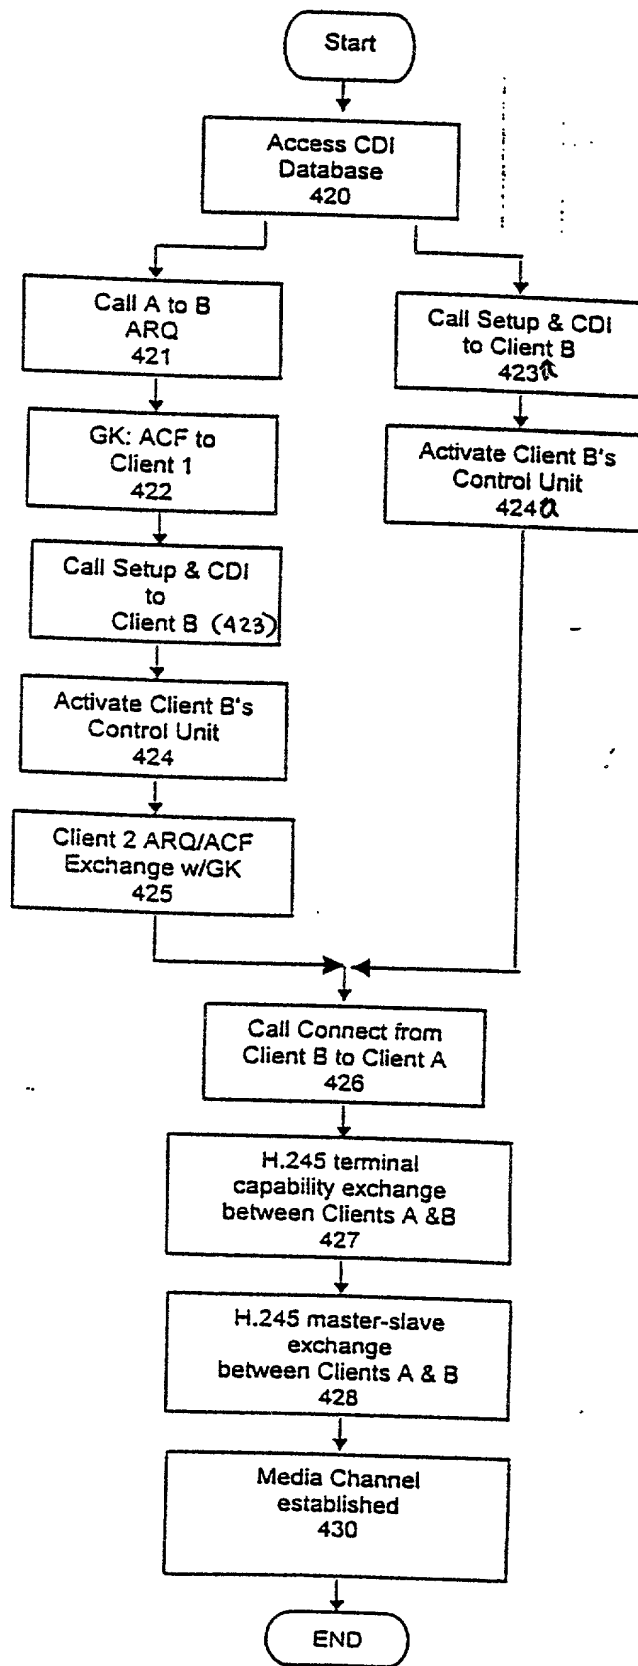 Start
Access CDI
Database
420
Call A to B
ARQ
421
GK: ACF to
Client 1
422
Call Setup & CDI
to
Client B (423)
Activate Client B's
Control Unit
424
Client 2 ARQ/ACF
Exchange w/GK
425
Call Setup & CDI
to Client B
423a
Activate Client B's
Control Unit
424a
Call Connect from
Client B to Client A
426
H.245 terminal
capability exchange
between Clients A &B
427
H.245 master-slave
exchange
between Clients A & B
428
Media Channel
established
430
END